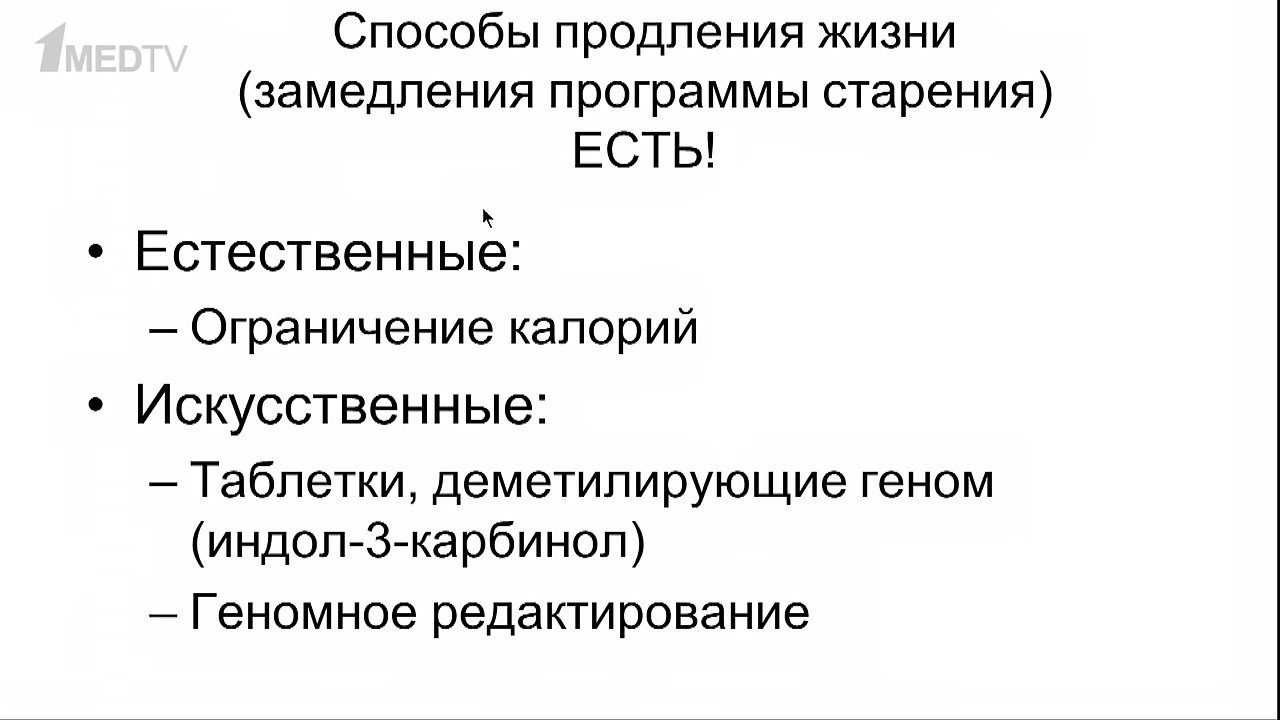 1MEDTV
Способы продления жизни
(замедления программы старения)
ЕСТЬ!
• Естественные:
– Ограничение калорий
• Искусственные:
– Таблетки, деметилирующие геном
(индол-3-карбинол)
– Геномное редактирование